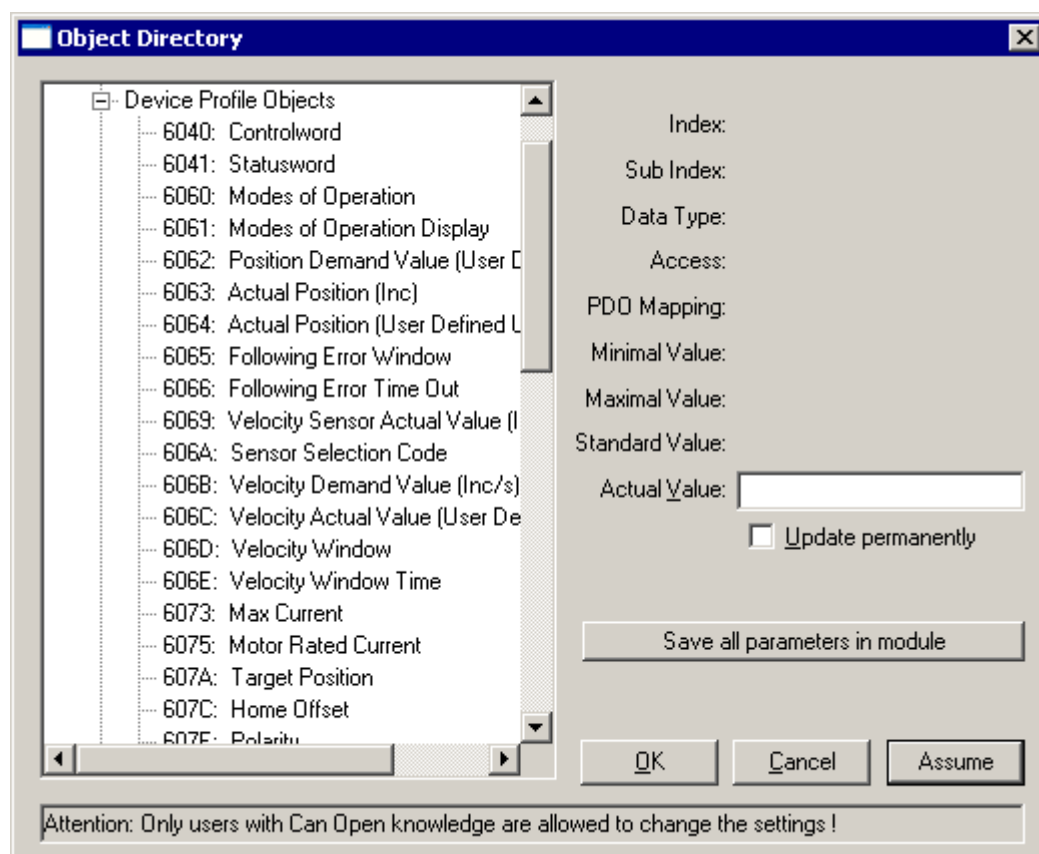 Object Directory
Device Profile Objects
6040: Controlword
6041: Statusword
6060: Modes of Operation
6061: Modes of Operation Display
6062: Position Demand Value (User D
6063: Actual Position (Inc)
6064: Actual Position (User Defined U
6065: Following Error Window
6066: Following Error Time Out
6069: Velocity Sensor Actual Value (I
606A: Sensor Selection Code
606B: Velocity Demand Value (Inc/s)
606C: Velocity Actual Value (User De
606D: Velocity Window
606E: Velocity Window Time
6073: Max Current
6075: Motor Rated Current
607A: Target Position
607C: Home Offset
607E: Polarity
Index:
Sub Index:
Data Type:
Access:
PDO Mapping:
Minimal Value:
Maximal Value:
Standard Value:
Actual Value:
Update permanently
Save all parameters in module
OK Cancel Assume
Attention: Only users with Can Open knowledge are allowed to change the settings !